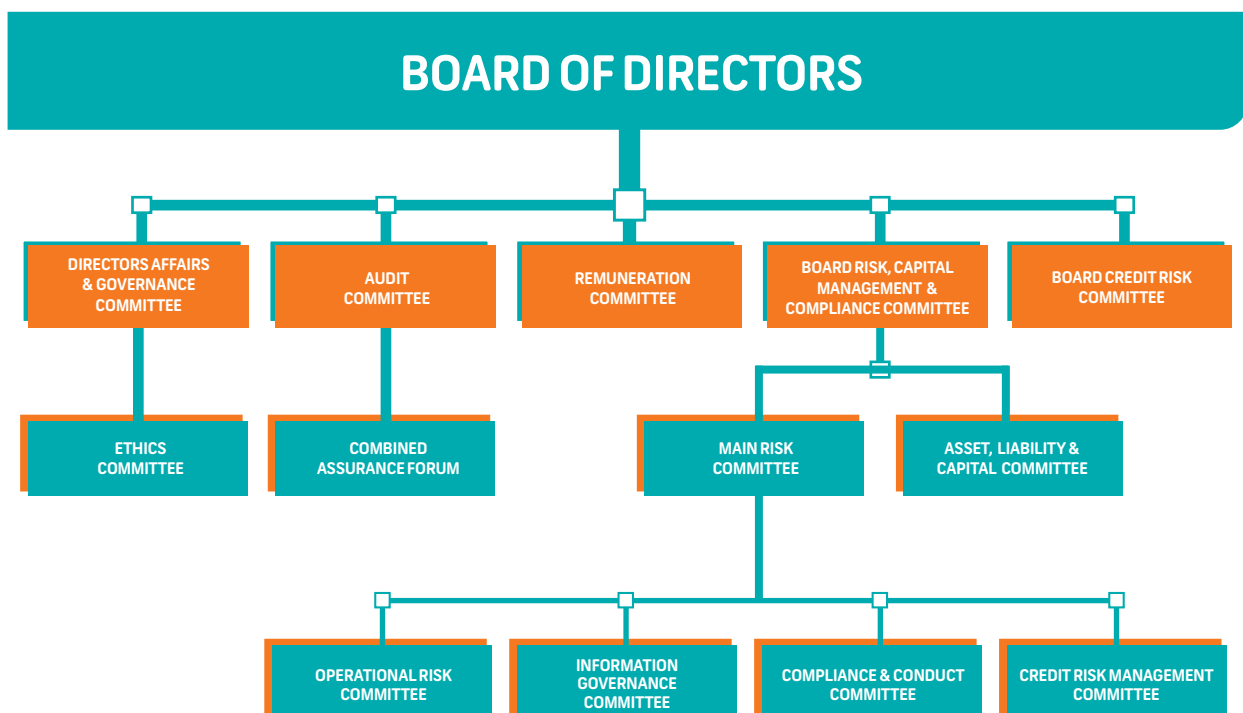 BOARD OF DIRECTORS
DIRECTORS AFFAIRS
& GOVERNANCE
COMMITTEE
AUDIT
COMMITTEE
REMUNERATION
COMMITTEE
BOARD RISK, CAPITAL
MANAGEMENT &
COMPLIANCE COMMITTEE
BOARD CREDIT RISK
COMMITTEE
ETHICS
COMMITTEE
COMBINED
ASSURANCE FORUM
MAIN RISK
COMMITTEE
ASSET, LIABILITY &
CAPITAL COMMITTEE
OPERATIONAL RISK
COMMITTEE
INFORMATION
GOVERNANCE
COMMITTEE
COMPLIANCE & CONDUCT
COMMITTEE
CREDIT RISK MANAGEMENT
COMMITTEE